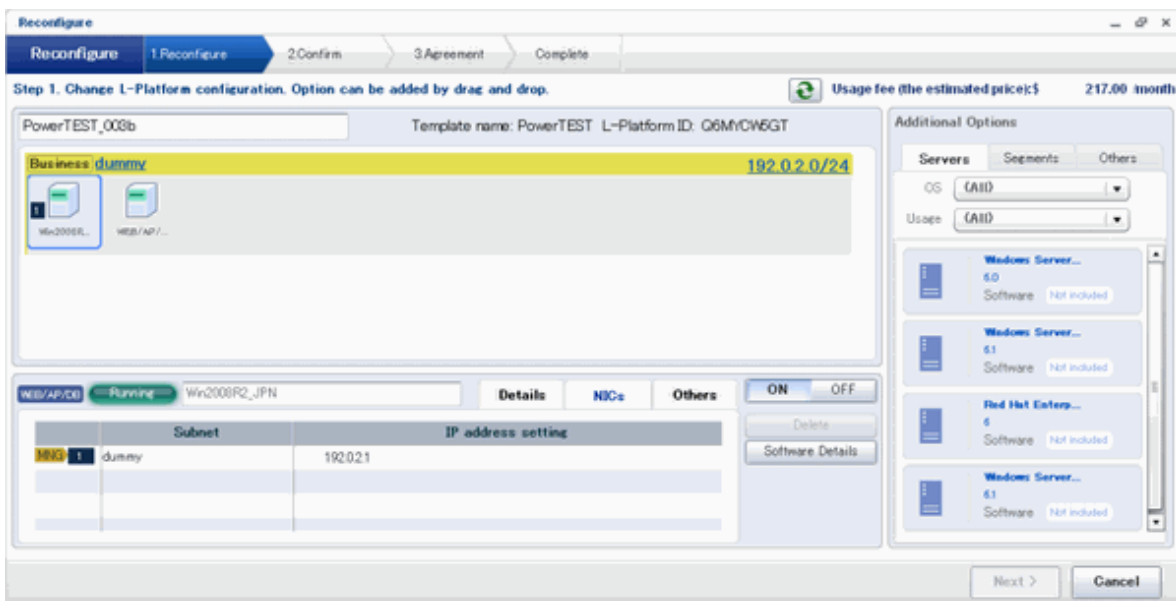 Reconfigure
Reconfigure 1.Reconfigure 2.Confirm 3.Agreement Complete
Step 1. Change L-Platform configuration. Option can be added by drag and drop. Usage fee (the estimated price):$ 217.00 /month
PowerTEST_003b Template name: PowerTEST L-Platform ID: Q6MYCW6GT
Business dummy 192.0.2.0/24
1
Win2008R... WEB/AP/...
WEB/AP/DB Running Win2008R2_JPN Details NICs Others
Subnet IP address setting
MNG 1 dummy 192.0.2.1
ON OFF
Delete
Software Details
Additional Options
Servers Segments Others
OS (All)
Usage (All)
Windows Server...
6.0
Software Not included
Windows Server...
6.1
Software Not included
Red Hat Enterp...
6
Software Not included
Windows Server...
6.1
Software Not included
Next > Cancel